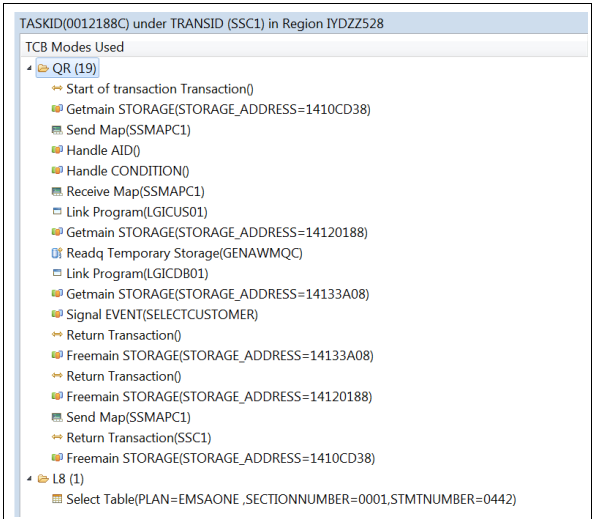 TASKID(0012188C) under TRANSID (SSC1) in Region IYDZZ528
TCB Modes Used
QR (19)
Start of transaction Transaction()
Getmain STORAGE(STORAGE_ADDRESS=1410CD38)
Send Map(SSMAPC1)
Handle AID()
Handle CONDITION()
Receive Map(SSMAPC1)
Link Program(LGICUS01)
Getmain STORAGE(STORAGE_ADDRESS=14120188)
Readq Temporary Storage(GENAWMQC)
Link Program(LGICDB01)
Getmain STORAGE(STORAGE_ADDRESS=14133A08)
Signal EVENT(SELECTCUSTOMER)
Return Transaction()
Freemain STORAGE(STORAGE_ADDRESS=14133A08)
Return Transaction()
Freemain STORAGE(STORAGE_ADDRESS=14120188)
Send Map(SSMAPC1)
Return Transaction(SSC1)
Freemain STORAGE(STORAGE_ADDRESS=1410CD38)
L8 (1)
Select Table(PLAN=EMSAONE ,SECTIONNUMBER=0001,STMTNUMBER=0442)